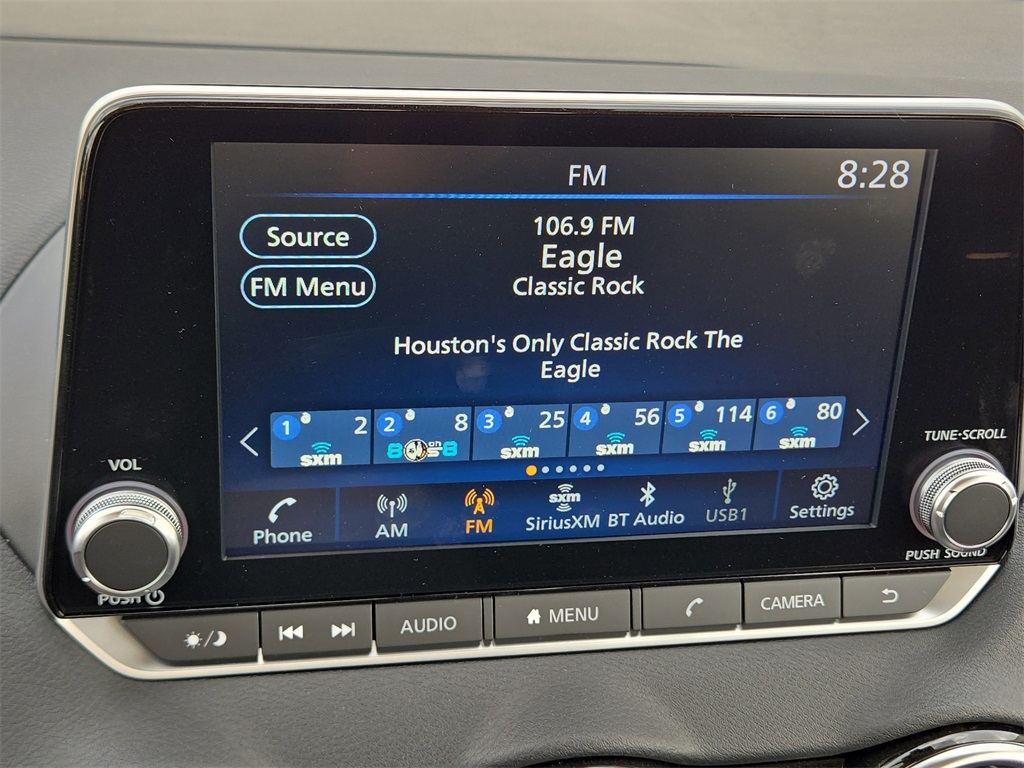 FM
8:28
Source
106.9 FM
Eagle
FM Menu
Classic Rock
Houston's Only Classic Rock The
Eagle
1 2 sxm
2 8
3 25 sxm
4 56 sxm
5 114 sxm
6 80 sxm
Phone
AM
FM
sxm
SiriusXM
BT Audio
USB1
Settings
VOL
PUSH
TUNE·SCROLL
PUSH SOUND
AUDIO
MENU
CAMERA